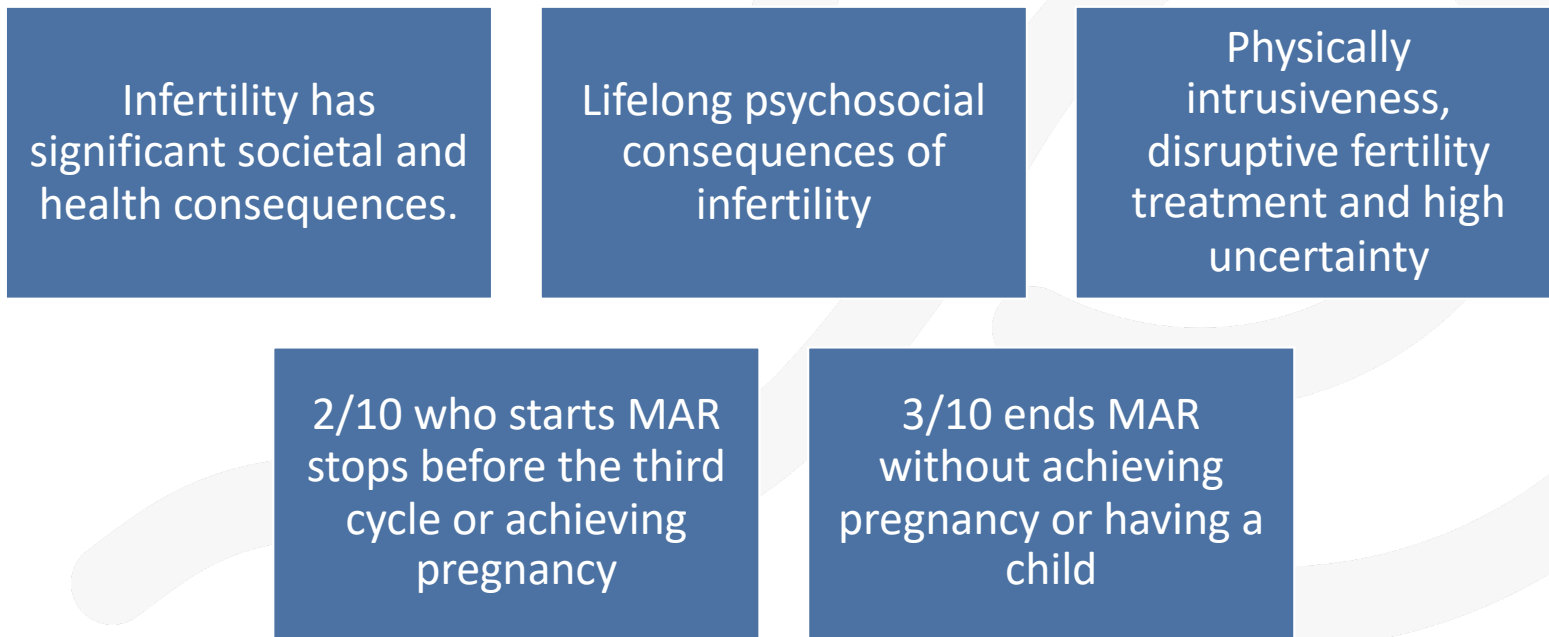 Infertility has
significant societal and
health consequences.
Lifelong psychosocial
consequences of
infertility
Physically
intrusiveness,
disruptive fertility
treatment and high
uncertainty
2/10 who starts MAR
stops before the third
cycle or achieving
pregnancy
3/10 ends MAR
without achieving
pregnancy or having a
child